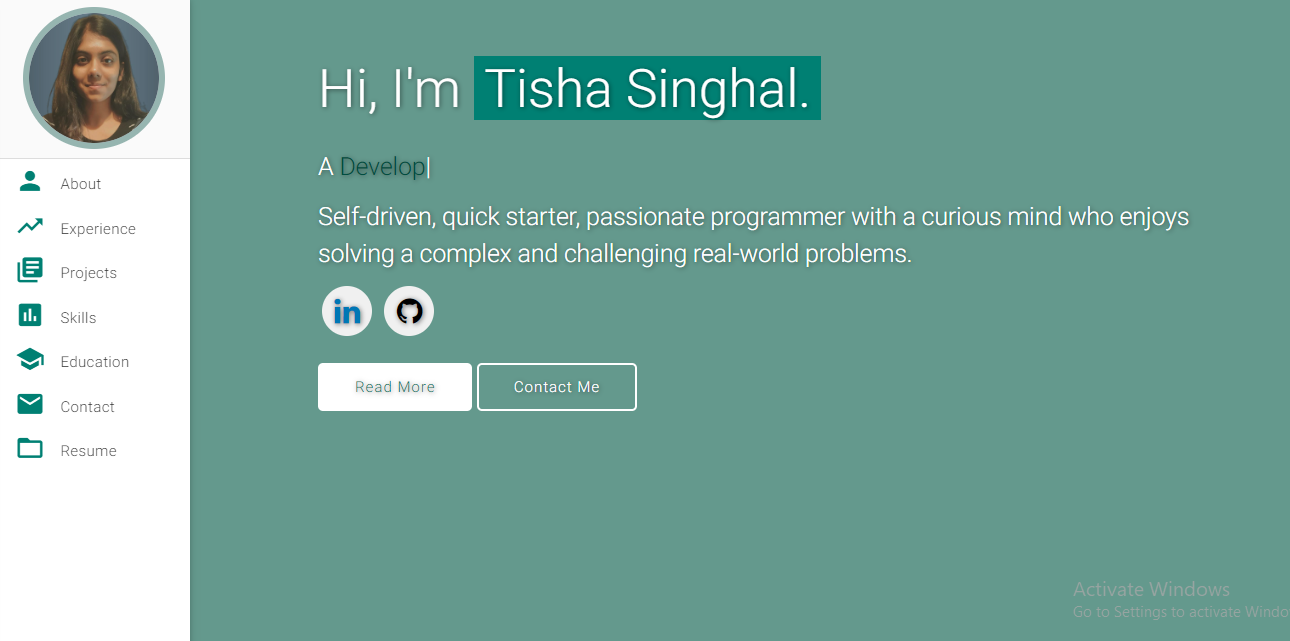 About
Experience
Projects
Skills
Education
Contact
Resume
Hi, I'm Tisha Singhal.
A Develop|
Self-driven, quick starter, passionate programmer with a curious mind who enjoys
solving a complex and challenging real-world problems.
in
Read More
Contact Me
Activate Windows
Go to Settings to activate Windo